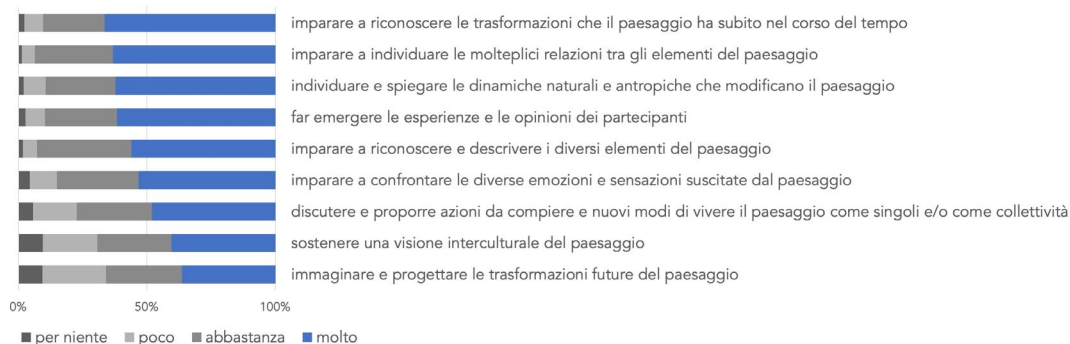 imparare a riconoscere le trasformazioni che il paesaggio ha subito nel corso del tempo
imparare a individuare le molteplici relazioni tra gli elementi del paesaggio
individuare e spiegare le dinamiche naturali e antropiche che modificano il paesaggio
far emergere le esperienze e le opinioni dei partecipanti
imparare a riconoscere e descrivere i diversi elementi del paesaggio
imparare a confrontare le diverse emozioni e sensazioni suscitate dal paesaggio
discutere e proporre azioni da compiere e nuovi modi di vivere il paesaggio come singoli e/o come collettività
sostenere una visione interculturale del paesaggio
immaginare e progettare le trasformazioni future del paesaggio
0% 50% 100%
per niente poco abbastanza molto